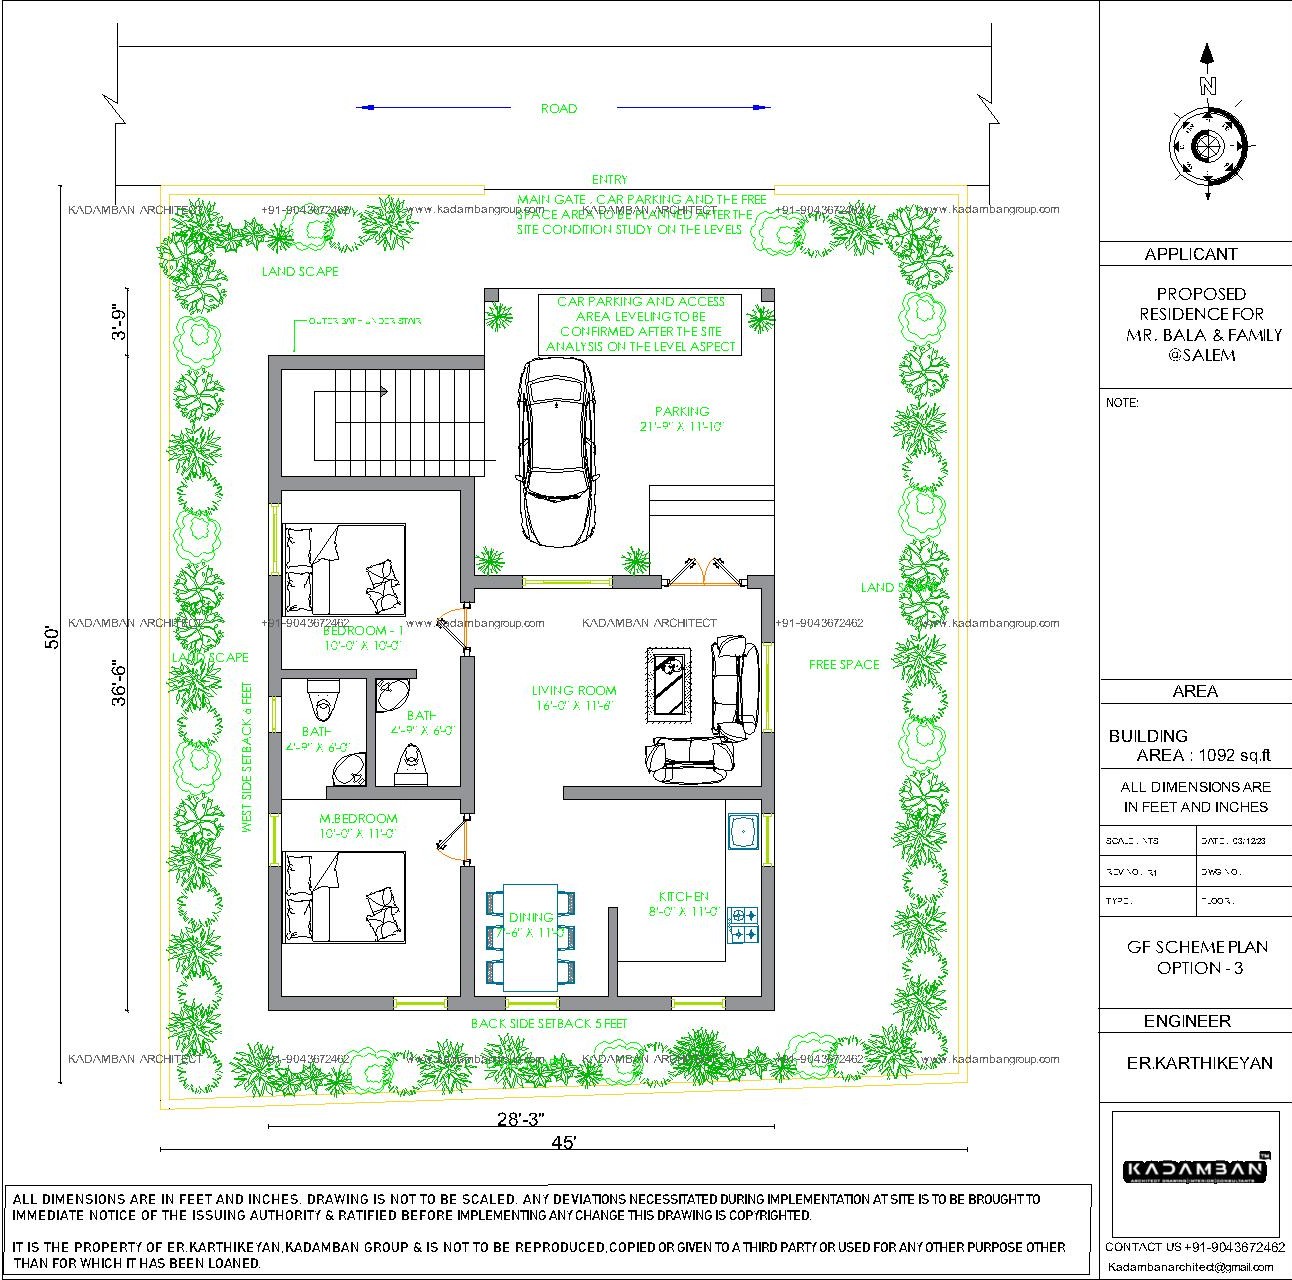 ROAD
N
ENTRY
MAIN GATE , CAR PARKING AND THE FREE
SPACE AREA TO BE PLANNED AFTER THE
SITE CONDITION STUDY ON THE LEVELS
KADAMBAN ARCHITECT +91-9043672462 www.kadambangroup.com KADAMBAN ARCHITECT +91-9043672462 www.kadambangroup.com
LAND SCAPE
OUTER BATH UNDER STAIR
CAR PARKING AND ACCESS
AREA LEVELING TO BE
CONFIRMED AFTER THE SITE
ANALYSIS ON THE LEVEL ASPECT
3'-9"
PARKING
21'-9" X 11'-10"
LAND SCAPE
KADAMBAN ARCHITECT +91-9043672462 www.kadambangroup.com KADAMBAN ARCHITECT +91-9043672462 www.kadambangroup.com
BEDROOM - 1
10'-0" X 10'-0"
50'
36'-6"
LAND SCAPE
FREE SPACE
LIVING ROOM
16'-0" X 11'-6"
BATH
4'-9" X 6'-0"
BATH
4'-9" X 6'-0"
WEST SIDE SETBACK 6 FEET
M.BEDROOM
10'-0" X 11'-0"
KITCHEN
8'-0" X 11'-0"
DINING
7'-6" X 11'-0"
BACK SIDE SETBACK 5 FEET
KADAMBAN ARCHITECT +91-9043672462 www.kadambangroup.com KADAMBAN ARCHITECT +91-9043672462 www.kadambangroup.com
28'-3"
45'
ALL DIMENSIONS ARE IN FEET AND INCHES. DRAWING IS NOT TO BE SCALED. ANY DEVIATIONS NECESSITATED DURING IMPLEMENTATION AT SITE IS TO BE BROUGHT TO
IMMEDIATE NOTICE OF THE ISSUING AUTHORITY & RATIFIED BEFORE IMPLEMENTING ANY CHANGE THIS DRAWING IS COPYRIGHTED.
IT IS THE PROPERTY OF ER.KARTHIKEYAN,KADAMBAN GROUP & IS NOT TO BE REPRODUCED,COPIED OR GIVEN TO A THIRD PARTY OR USED FOR ANY OTHER PURPOSE OTHER
THAN FOR WHICH IT HAS BEEN LOANED.
APPLICANT
PROPOSED
RESIDENCE FOR
MR. BALA & FAMILY
@SALEM
NOTE:
AREA
BUILDING
AREA : 1092 sq.ft
ALL DIMENSIONS ARE
IN FEET AND INCHES
SCALE : NTS DATE : 03/12/23
REV NO : R1 DWG NO :
TYPE : FLOOR :
GF SCHEME PLAN
OPTION - 3
ENGINEER
ER.KARTHIKEYAN
KADAMBAN TM
CONTACT US +91-9043672462
Kadambanarchitect@gmail.com